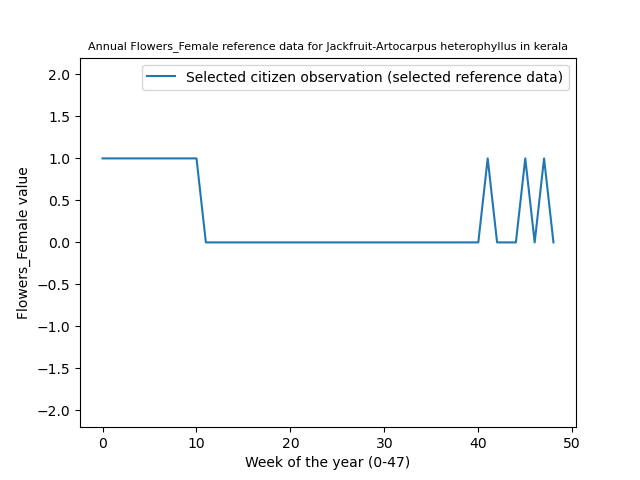 Annual Flowers_Female reference data for Jackfruit-Artocarpus heterophyllus in kerala
Selected citizen observation (selected reference data)
2.0
1.5
1.0
0.5
0.0
−0.5
−1.0
−1.5
−2.0
Flowers_Female value
0 10 20 30 40 50
Week of the year (0-47)